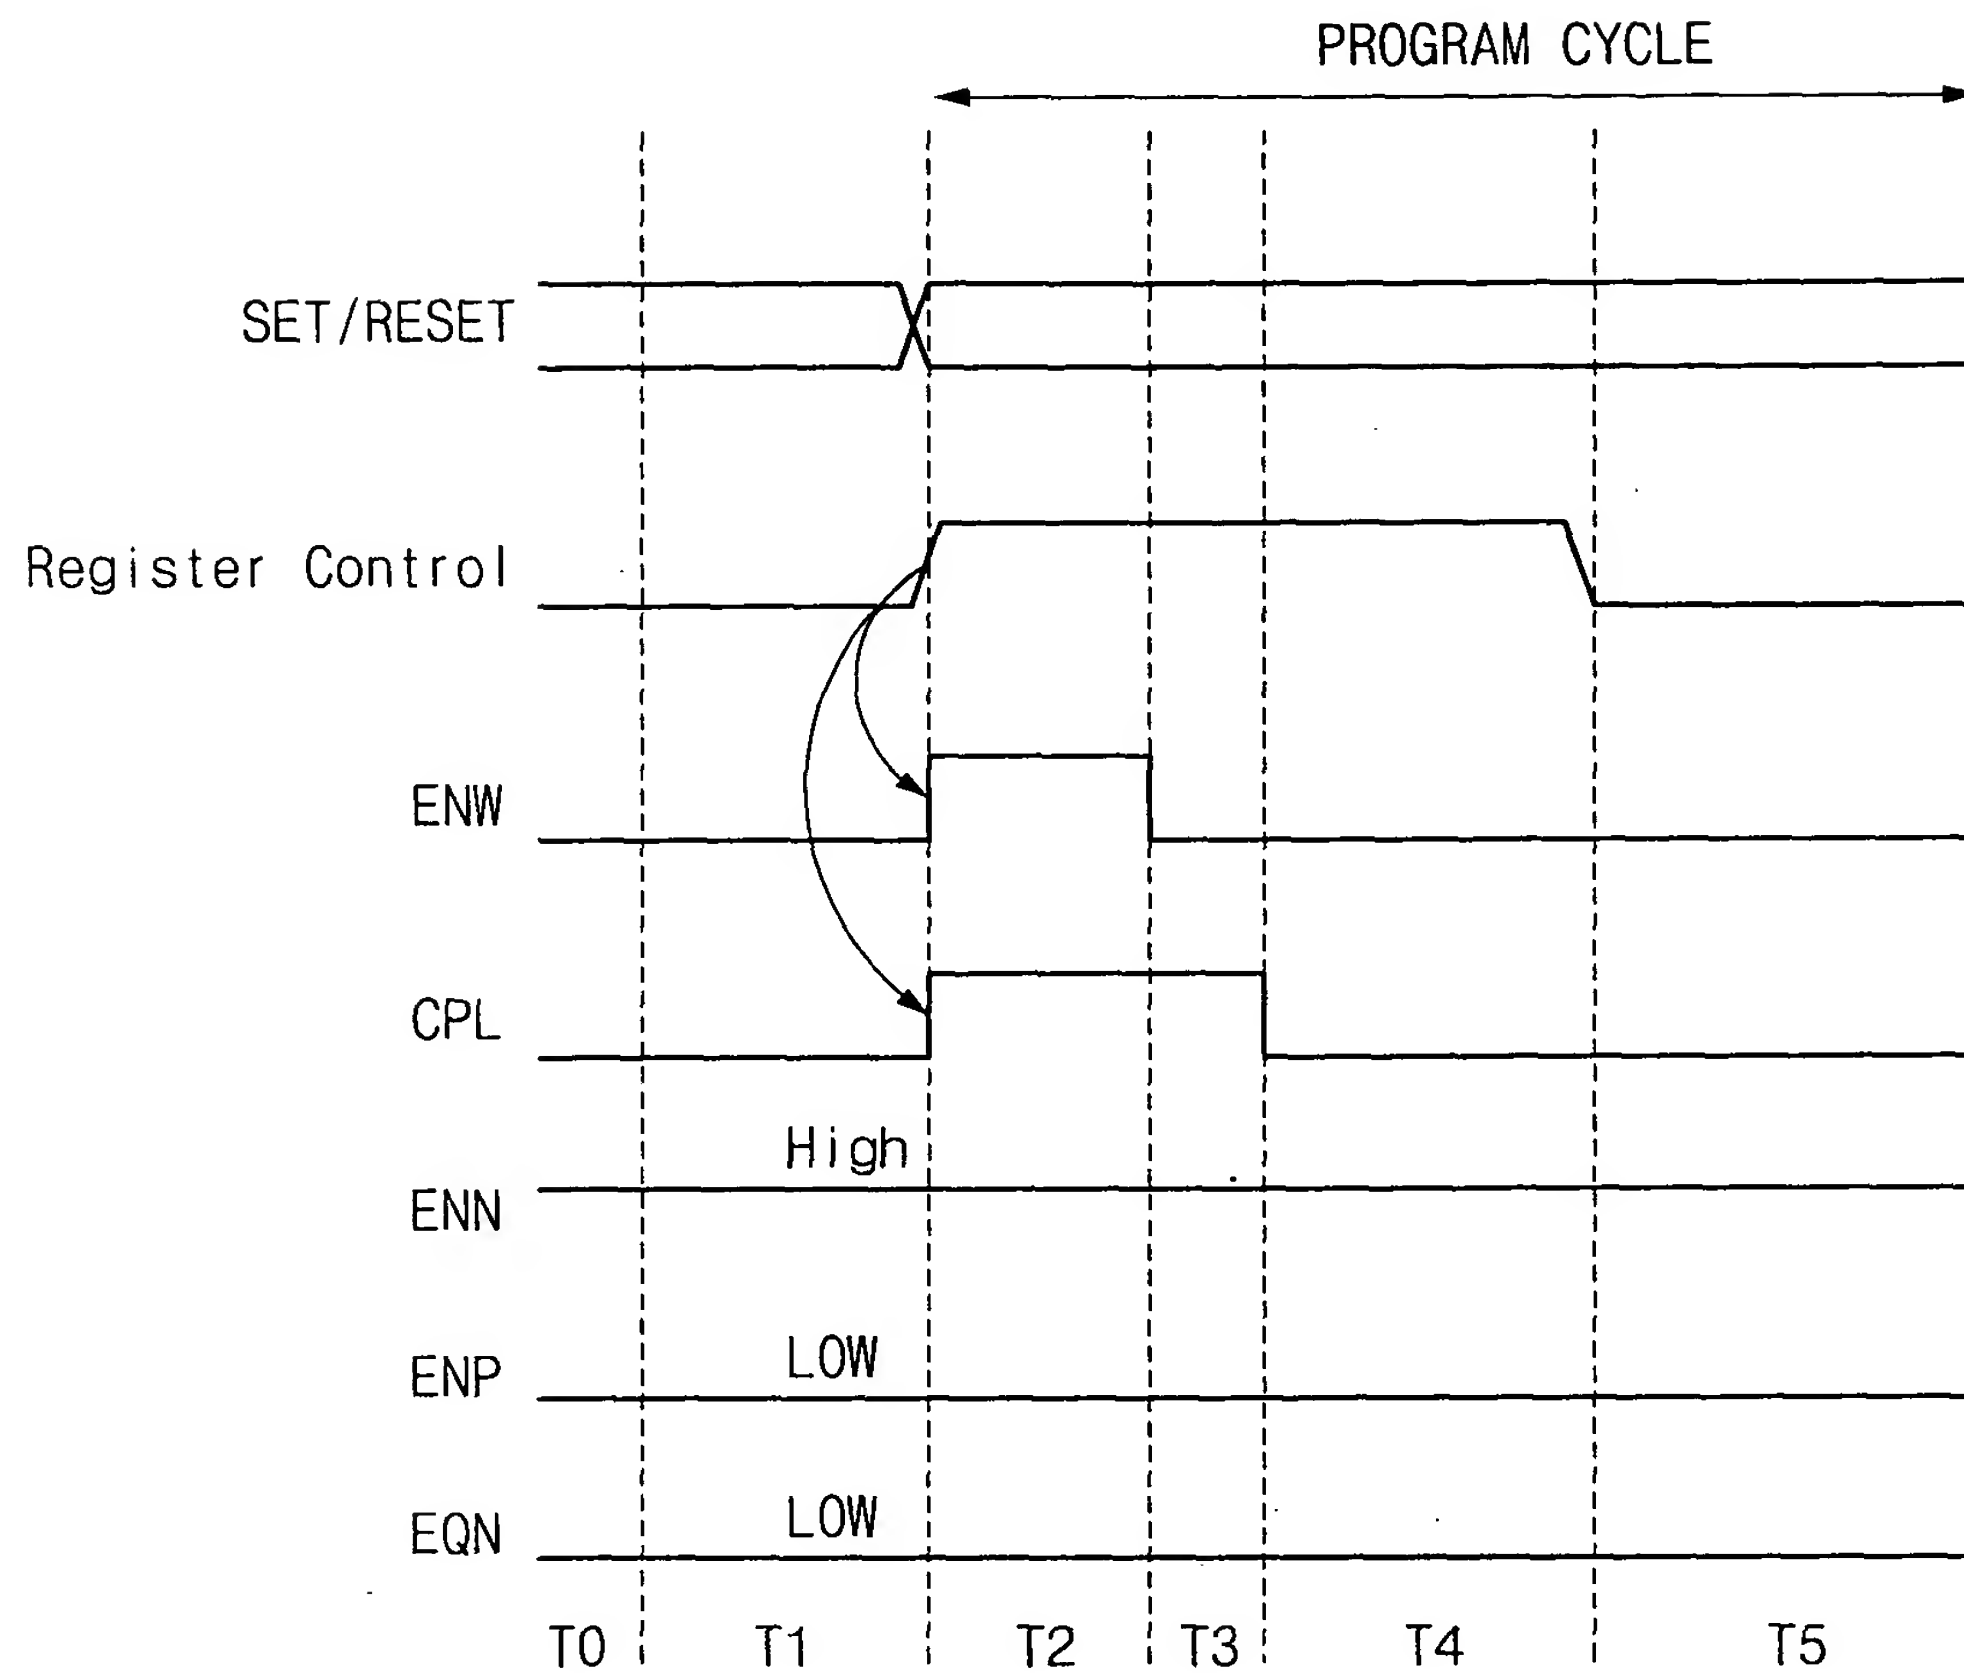 PROGRAM CYCLE
SET/RESET
Register Control
ENW
CPL
High
ENN
LOW
ENP
LOW
EQN
T0 T1 T2 T3 T4 T5